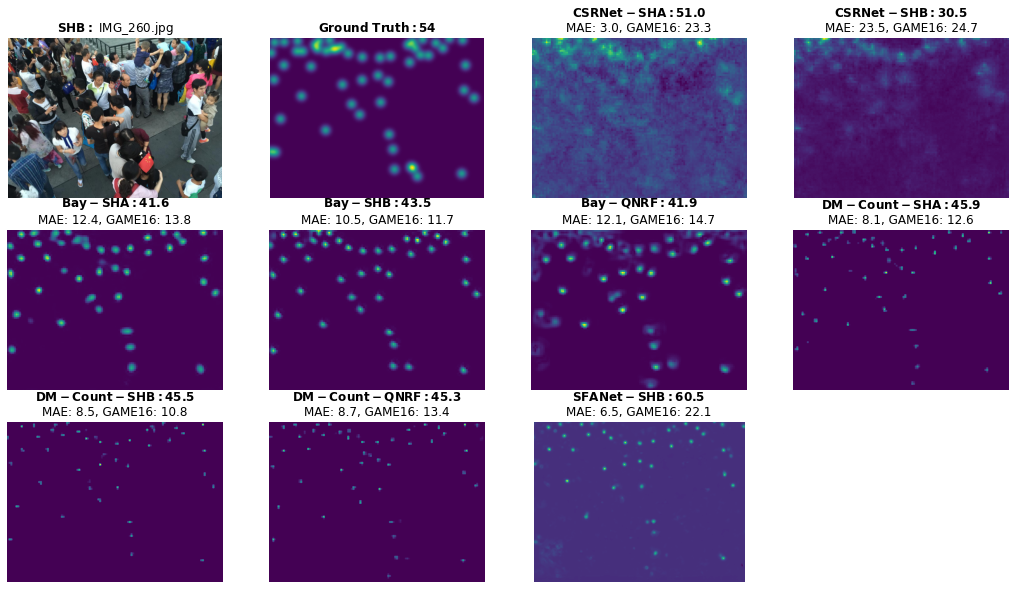 SHB: IMG_260.jpg
Ground Truth: 54
CSRNet−SHA: 51.0
MAE: 3.0, GAME16: 23.3
CSRNet−SHB: 30.5
MAE: 23.5, GAME16: 24.7
Bay−SHA: 41.6
MAE: 12.4, GAME16: 13.8
Bay−SHB: 43.5
MAE: 10.5, GAME16: 11.7
Bay−QNRF: 41.9
MAE: 12.1, GAME16: 14.7
DM−Count−SHA: 45.9
MAE: 8.1, GAME16: 12.6
DM−Count−SHB: 45.5
MAE: 8.5, GAME16: 10.8
DM−Count−QNRF: 45.3
MAE: 8.7, GAME16: 13.4
SFANet−SHB: 60.5
MAE: 6.5, GAME16: 22.1